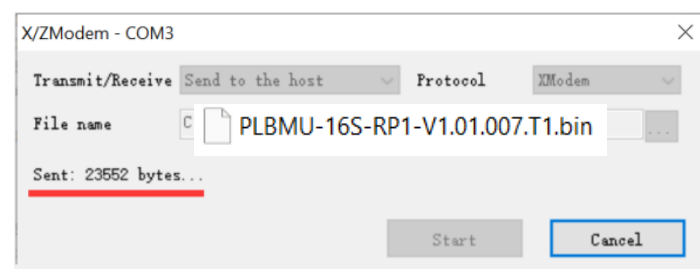 X/ZModem - COM3
Transmit/Receive Send to the host Protocol XModem
File name C PLBMU-16S-RP1-V1.01.007.T1.bin ...
Sent: 23552 bytes...
Start Cancel